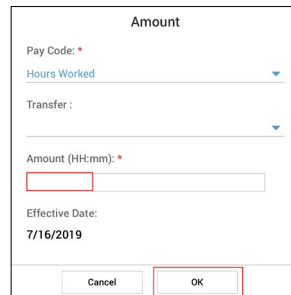 Amount
Pay Code: *
Hours Worked
Transfer :
Amount (HH:mm): *
Effective Date:
7/16/2019
Cancel
OK